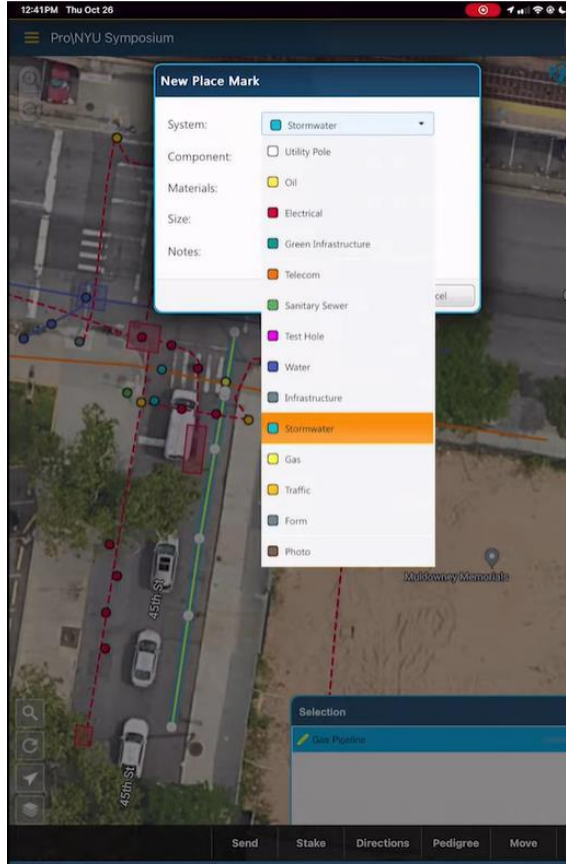 12:41PM Thu Oct 26
Pro\NYU Symposium
New Place Mark
System:
Stormwater
Component:
Utility Pole
Materials:
Oil
Size:
Electrical
Notes:
Green Infrastructure
Telecom
Sanitary Sewer
Test Hole
Water
Infrastructure
Stormwater
Gas
Traffic
Form
Photo
cel
Muldowney Memorials
45th St
45th St
Selection
Gas Pipeline
Send Stake Directions Pedigree Move